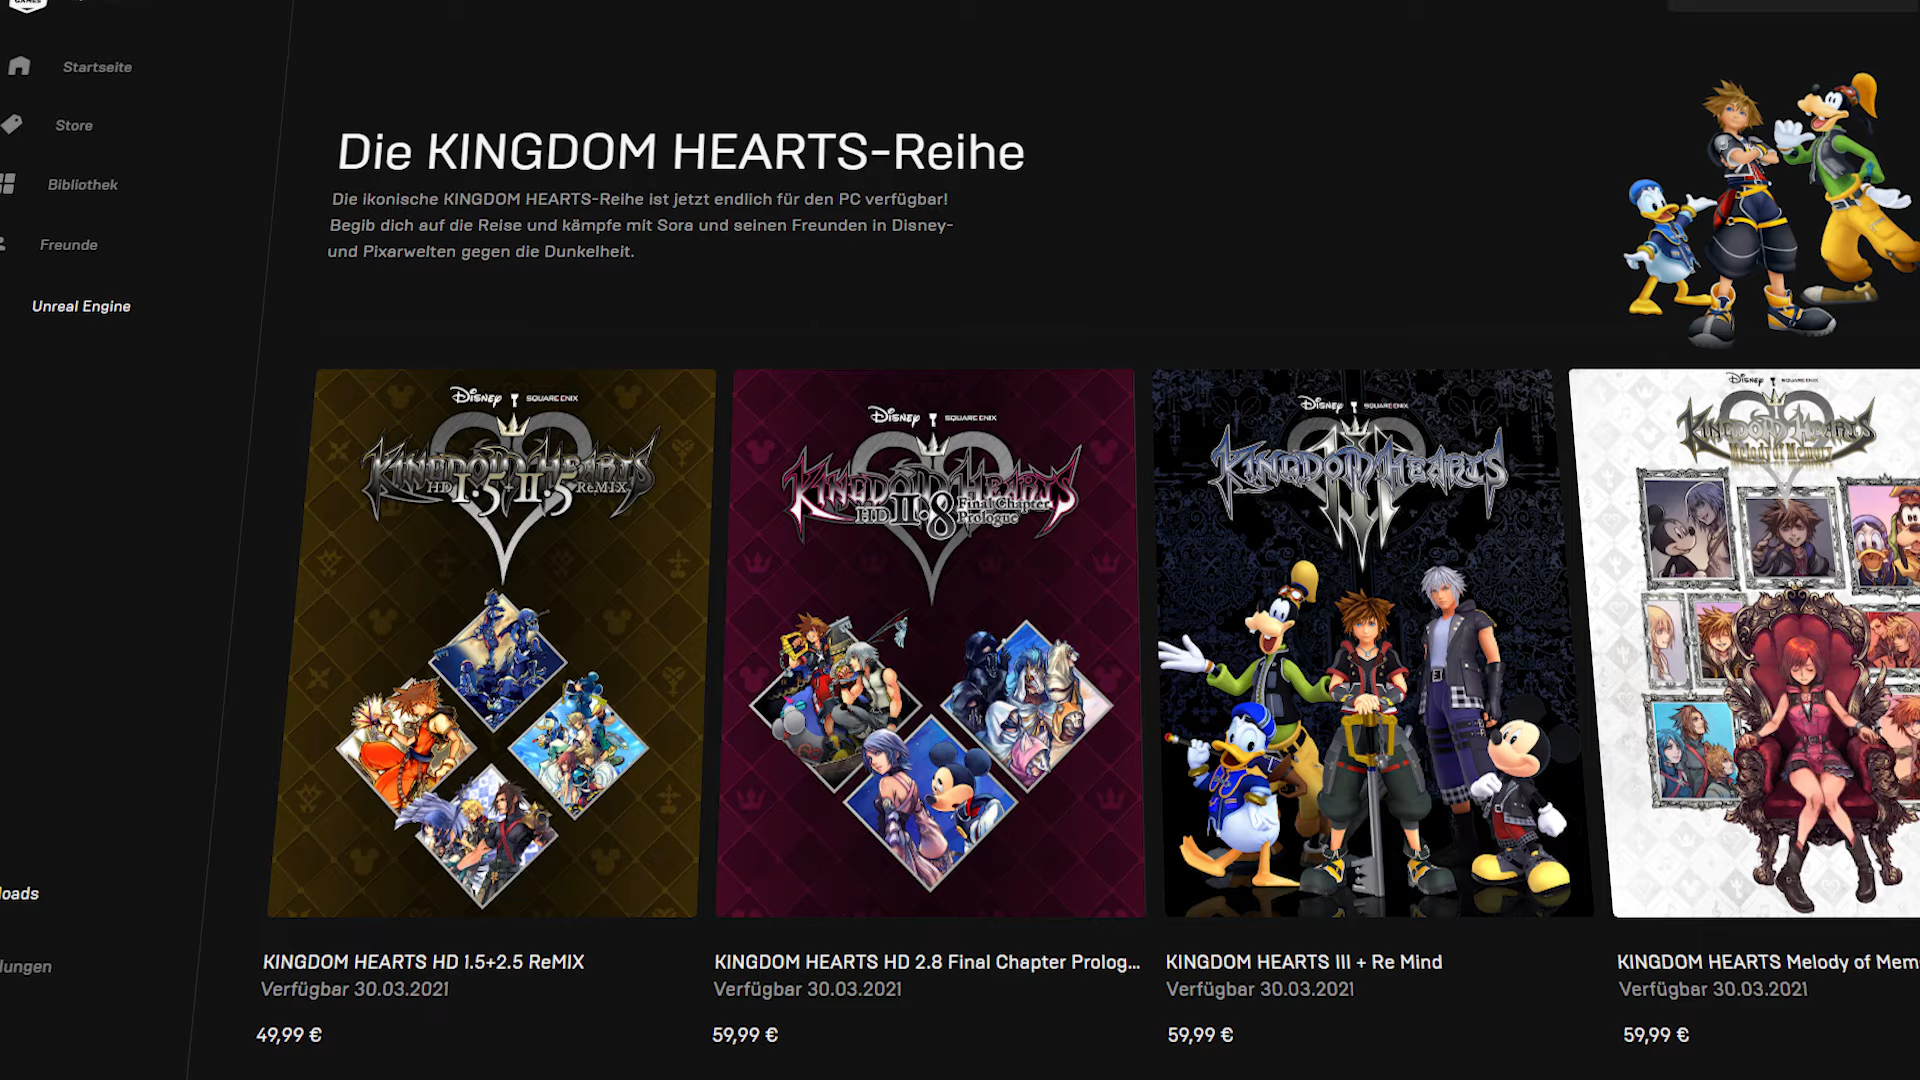 GAMES
Startseite
Store
Bibliothek
Freunde
Unreal Engine
loads
lungen
Die KINGDOM HEARTS-Reihe
Die ikonische KINGDOM HEARTS-Reihe ist jetzt endlich für den PC verfügbar!
Begib dich auf die Reise und kämpfe mit Sora und seinen Freunden in Disney-
und Pixarwelten gegen die Dunkelheit.
Disney SQUARE ENIX
KINGDOM HEARTS
HD I.5+II.5 ReMIX
Disney SQUARE ENIX
KINGDOM HEARTS
HD II.8 Final Chapter
Prologue
Disney SQUARE ENIX
KINGDOM HEARTS
III
Disney SQUARE ENIX
KINGDOM HEARTS
Melody of Memory
KINGDOM HEARTS HD 1.5+2.5 ReMIX
Verfügbar 30.03.2021
49,99 €
KINGDOM HEARTS HD 2.8 Final Chapter Prolog...
Verfügbar 30.03.2021
59,99 €
KINGDOM HEARTS III + Re Mind
Verfügbar 30.03.2021
59,99 €
KINGDOM HEARTS Melody of Mem
Verfügbar 30.03.2021
59,99 €